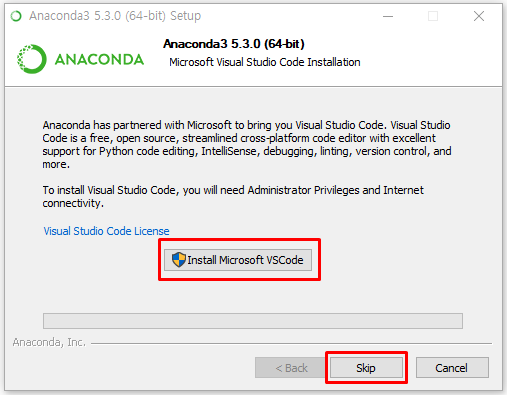 Anaconda3 5.3.0 (64-bit) Setup
ANACONDA
Anaconda3 5.3.0 (64-bit)
Microsoft Visual Studio Code Installation
Anaconda has partnered with Microsoft to bring you Visual Studio Code. Visual Studio
Code is a free, open source, streamlined cross-platform code editor with excellent
support for Python code editing, IntelliSense, debugging, linting, version control, and
more.
To install Visual Studio Code, you will need Administrator Privileges and Internet
connectivity.
Visual Studio Code License
Install Microsoft VSCode
Anaconda, Inc.
< Back
Skip
Cancel